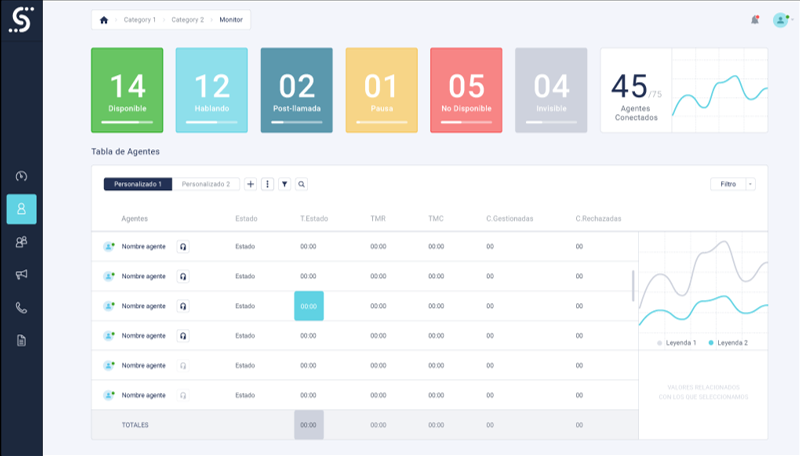 Category 1 Category 2 Monitor
14
Disponible
12
Hablando
02
Post-llamada
01
Pausa
05
No Disponible
04
Invisible
45/75
Agentes
Conectados
Tabla de Agentes
Personalizado 1 Personalizado 2 Filtro
Agentes Estado T.Estado TMR TMC C.Gestionadas C.Rechazadas
Nombre agente Estado 00:00 00:00 00:00 00 00
Nombre agente Estado 00:00 00:00 00:00 00 00
Nombre agente Estado 00:00 00:00 00:00 00 00
Nombre agente Estado 00:00 00:00 00:00 00 00
Nombre agente Estado 00:00 00:00 00:00 00 00
Nombre agente Estado 00:00 00:00 00:00 00 00
TOTALES 00:00 00:00 00:00 00 00
Leyenda 1 Leyenda 2
VALORES RELACIONADOS
CON LOS QUE SELECCIONAMOS